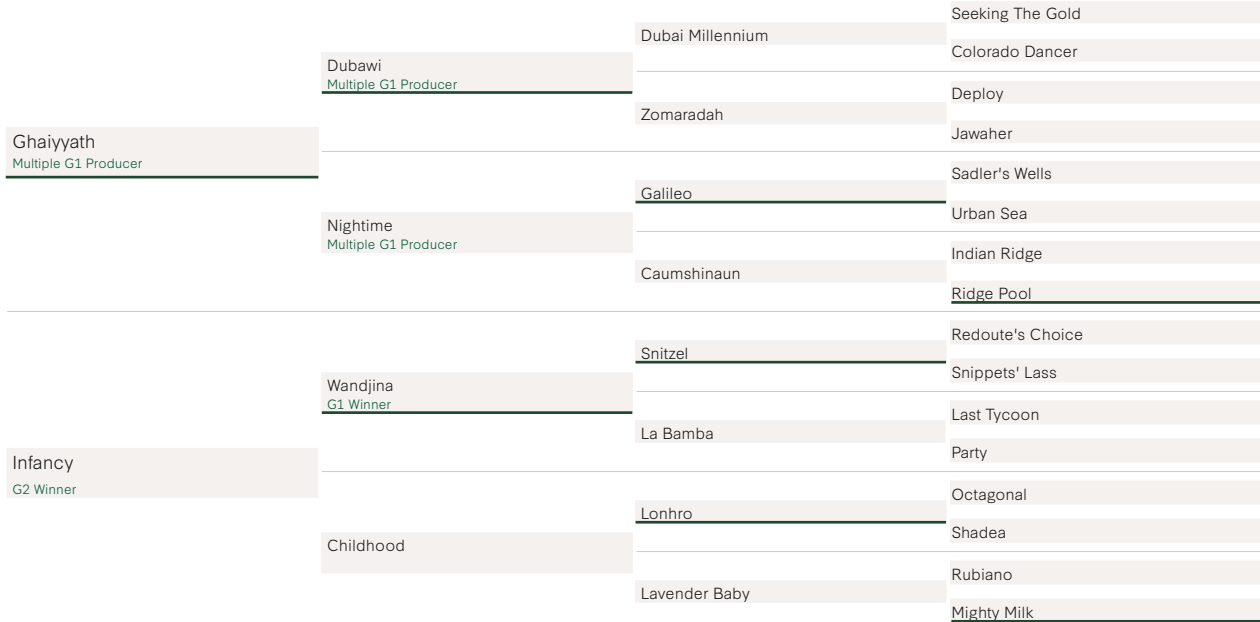 Ghaiyyath
Multiple G1 Producer
Infancy
G2 Winner
Dubawi
Multiple G1 Producer
Nightime
Multiple G1 Producer
Wandjina
G1 Winner
Childhood
Dubai Millennium
Zomaradah
Galileo
Caumshinaun
Snitzel
La Bamba
Lonhro
Lavender Baby
Seeking The Gold
Colorado Dancer
Deploy
Jawaher
Sadler's Wells
Urban Sea
Indian Ridge
Ridge Pool
Redoute's Choice
Snippets' Lass
Last Tycoon
Party
Octagonal
Shadea
Rubiano
Mighty Milk